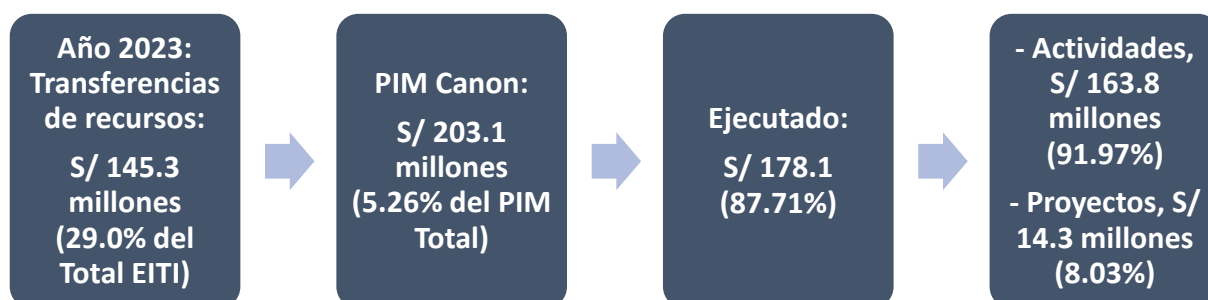 Año 2023:
Transferencias
de recursos:
S/ 145.3
millones
(29.0% del
Total EITI)
PIM Canon:
S/ 203.1
millones
(5.26% del PIM
Total)
Ejecutado:
S/ 178.1
(87.71%)
- Actividades,
S/ 163.8
millones
(91.97%)
- Proyectos, S/
14.3 millones
(8.03%)